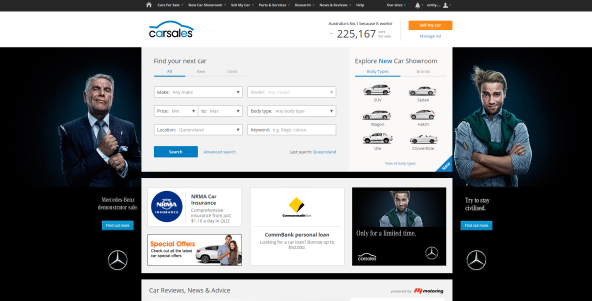 Cars For Sale
New Car Showroom
Sell My Car
Parts & Services
Research
News & Reviews
Help
Our sites
carsales
Australia's No.1 because it works!
225,167 cars for sale
Sell my car
Manage Ad
Find your next car
All New Used
Make: Any make
Model: Any model
Price: Min to: Max
Body type: Any body type
Location: Queensland
Keyword: e.g. Rego, colour
Search
Advanced search
Last search: Queensland
Explore New Car Showroom
Body Types Brands
SUV Sedan
Wagon Hatch
Ute Convertible
View all body types
Mercedes-Benz
demonstrator sale.
Find out more
Try to stay
civilised.
Find out more
NRMA
INSURANCE
NRMA Car
Insurance
Comprehensive
insurance from just
$1.10 a day in QLD
Special Offers
Check out all the latest
car special offers
CommonwealthBank
CommBank personal loan
Looking for a car loan? Borrow up to
$50,000.
Only for a limited time.
carsales
Car Reviews, News & Advice
powered by motoring